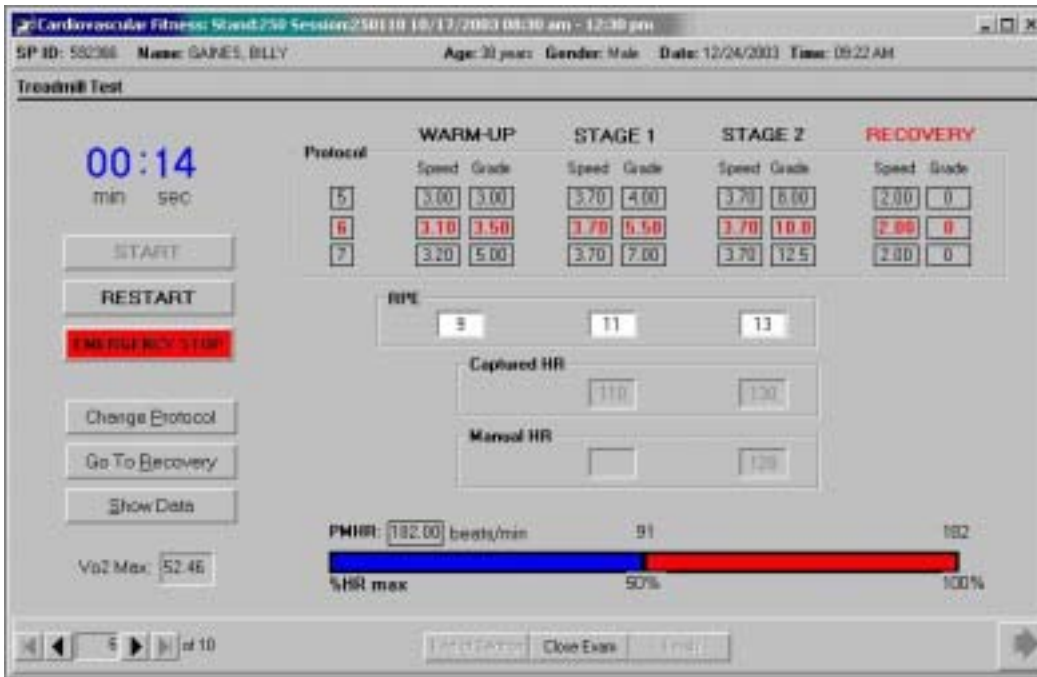 Cardiovascular Fitness: Stand:250 Session:250110 10/17/2003 08:30 am - 12:30 pm
SP ID: 592366 Name: GAINES, BILLY Age: 38 years Gender: Male Date: 12/24/2003 Time: 09:22 AM
Treadmill Test
00:14
min sec
START
RESTART
EMERGENCY STOP
Change Protocol
Go To Recovery
Show Data
Vo2 Max: 52.46
WARM-UP STAGE 1 STAGE 2 RECOVERY
Protocol Speed Grade Speed Grade Speed Grade Speed Grade
5 3.00 3.00 3.70 4.00 3.70 8.00 2.00 0
6 3.10 3.50 3.70 5.50 3.70 10.0 2.00 0
7 3.20 5.00 3.70 7.00 3.70 12.5 2.00 0
RPE
9 11 13
Captured HR
110 130
Manual HR
128
PMHR: 182.00 beats/min 91 182
%HR max 50% 100%
6 of 10
Close Exam